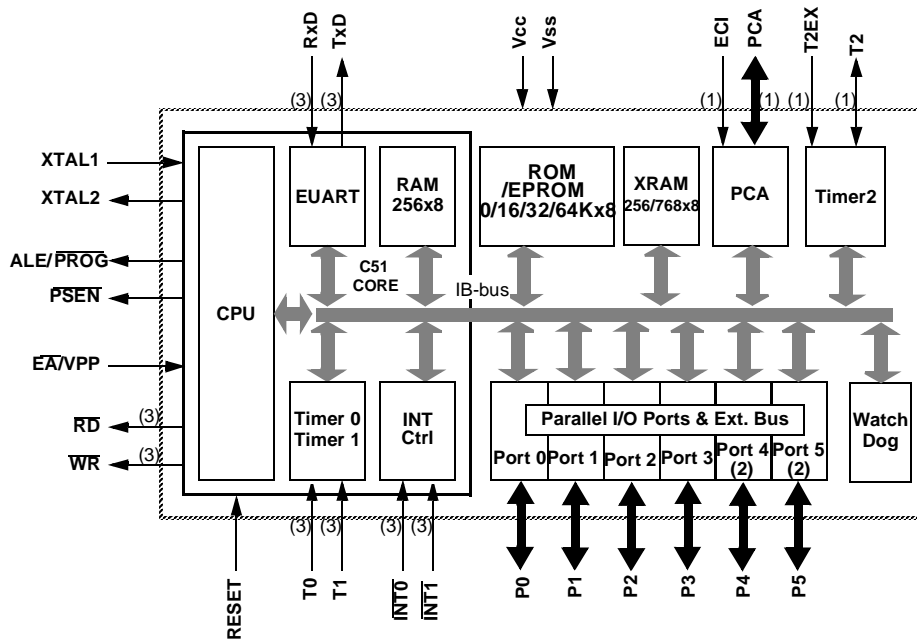 RxD
TxD
Vcc
Vss
ECI
PCA
T2EX
T2
(3)
(3)
(1)
(1)
(1)
(1)
XTAL1
XTAL2
ALE/PROG
PSEN
EA/VPP
RD
(3)
WR
(3)
CPU
EUART
RAM
256x8
ROM
/EPROM
0/16/32/64Kx8
XRAM
256/768x8
PCA
Timer2
C51
CORE
IB-bus
Timer 0
Timer 1
INT
Ctrl
Parallel I/O Ports & Ext. Bus
Port 0
Port 1
Port 2
Port 3
Port 4
(2)
Port 5
(2)
Watch
Dog
(3)
(3)
(3)
(3)
RESET
T0
T1
INT0
INT1
P0
P1
P2
P3
P4
P5